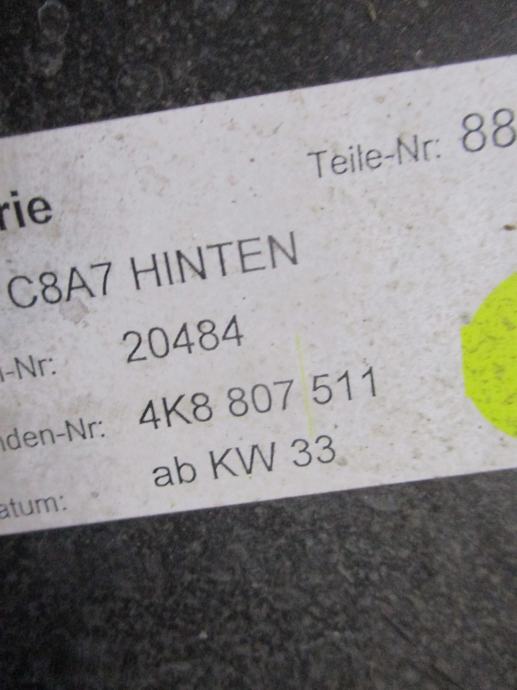 Teile-Nr: 88
rie
C8A7 HINTEN
-Nr: 20484
nden-Nr: 4K8 807 511
atum: ab KW 33